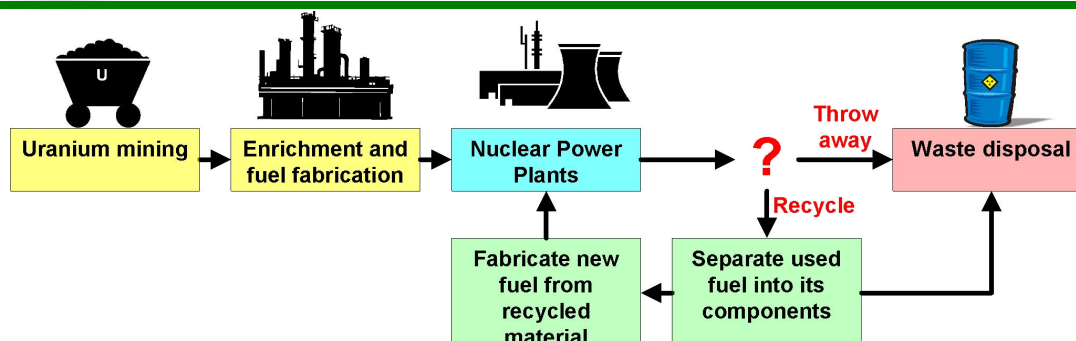 U
Uranium mining
Enrichment and
fuel fabrication
Nuclear Power
Plants
?
Throw
away
Waste disposal
Recycle
Fabricate new
fuel from
recycled
material
Separate used
fuel into its
components